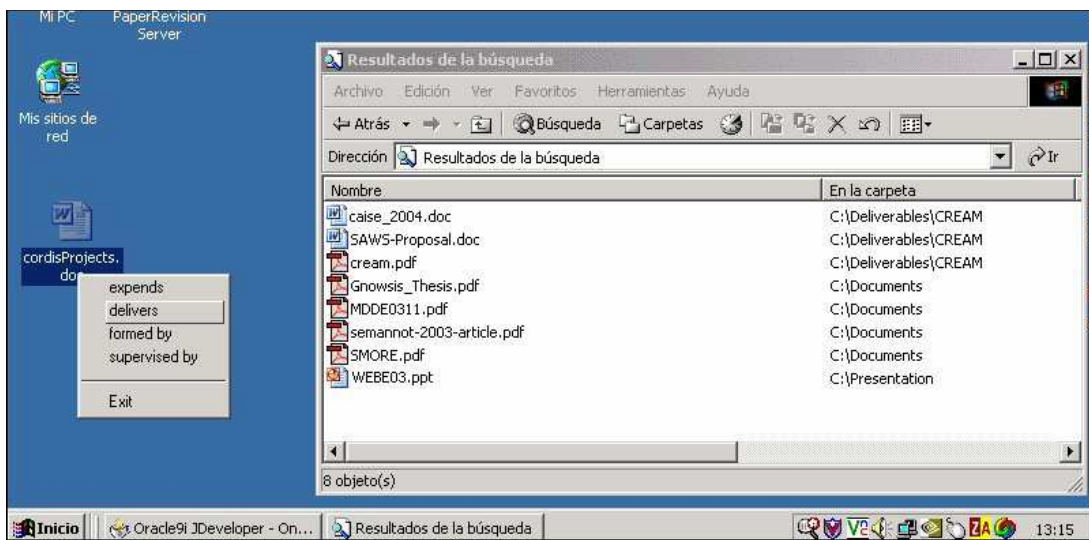 Mi PC
PaperRevision
Server
Mis sitios de
red
cordisProjects.
doc
expends
delivers
formed by
supervised by
Exit
Resultados de la búsqueda
Archivo Edición Ver Favoritos Herramientas Ayuda
Atrás Búsqueda Carpetas
Dirección Resultados de la búsqueda Ir
Nombre En la carpeta
caise_2004.doc C:\Deliverables\CREAM
SAWS-Proposal.doc C:\Deliverables\CREAM
cream.pdf C:\Deliverables\CREAM
Gnowsis_Thesis.pdf C:\Documents
MDDE0311.pdf C:\Documents
semannot-2003-article.pdf C:\Documents
SMORE.pdf C:\Documents
WEBE03.ppt C:\Presentation
8 objeto(s)
Inicio Oracle9i JDeveloper - On... Resultados de la búsqueda V2 ZA 13:15